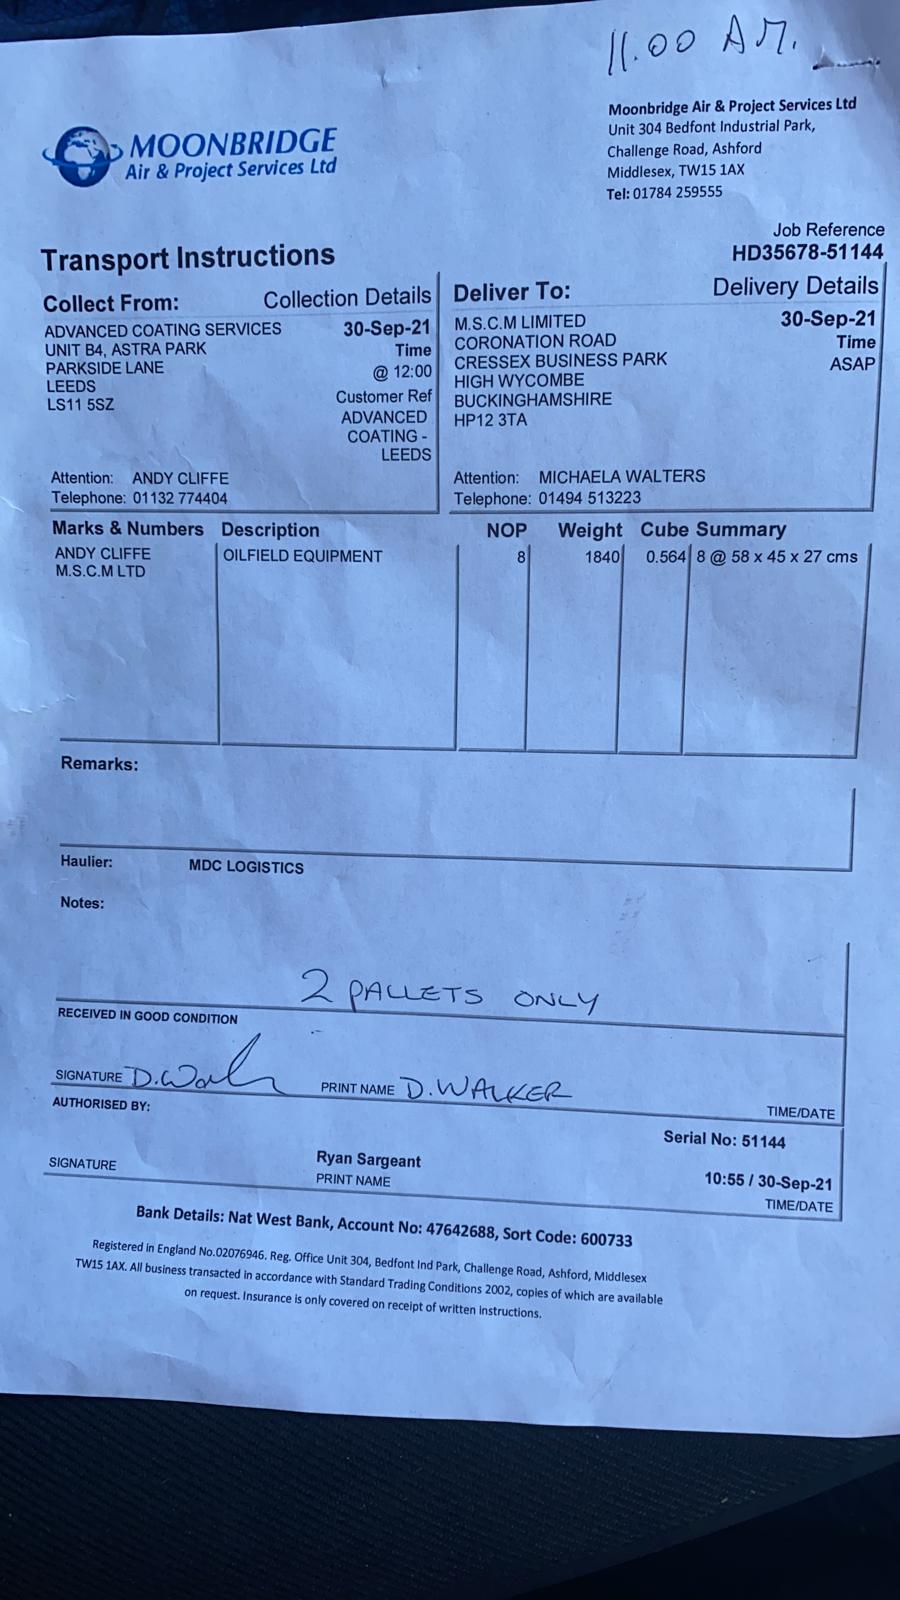 11.00 A.M.
MOONBRIDGE
Air & Project Services Ltd
Moonbridge Air & Project Services Ltd
Unit 304 Bedfont Industrial Park,
Challenge Road, Ashford
Middlesex, TW15 1AX
Tel: 01784 259555
Job Reference
HD35678-51144
Transport Instructions
Collect From: Collection Details
ADVANCED COATING SERVICES 30-Sep-21
UNIT B4, ASTRA PARK Time
PARKSIDE LANE @ 12:00
LEEDS Customer Ref
LS11 5SZ ADVANCED
COATING -
LEEDS
Attention: ANDY CLIFFE
Telephone: 01132 774404
Deliver To: Delivery Details
M.S.C.M LIMITED 30-Sep-21
CORONATION ROAD Time
CRESSEX BUSINESS PARK ASAP
HIGH WYCOMBE
BUCKINGHAMSHIRE
HP12 3TA
Attention: MICHAELA WALTERS
Telephone: 01494 513223
Marks & Numbers Description NOP Weight Cube Summary
ANDY CLIFFE OILFIELD EQUIPMENT 8 1840 0.564 8 @ 58 x 45 x 27 cms
M.S.C.M LTD
Remarks:
Haulier: MDC LOGISTICS
Notes:
2 PALLETS ONLY
RECEIVED IN GOOD CONDITION
SIGNATURE PRINT NAME D. WALKER
TIME/DATE
AUTHORISED BY:
Serial No: 51144
Ryan Sargeant 10:55 / 30-Sep-21
SIGNATURE PRINT NAME TIME/DATE
Bank Details: Nat West Bank, Account No: 47642688, Sort Code: 600733
Registered in England No.02076946. Reg. Office Unit 304, Bedfont Ind Park, Challenge Road, Ashford, Middlesex
TW15 1AX. All business transacted in accordance with Standard Trading Conditions 2002, copies of which are available
on request. Insurance is only covered on receipt of written instructions.